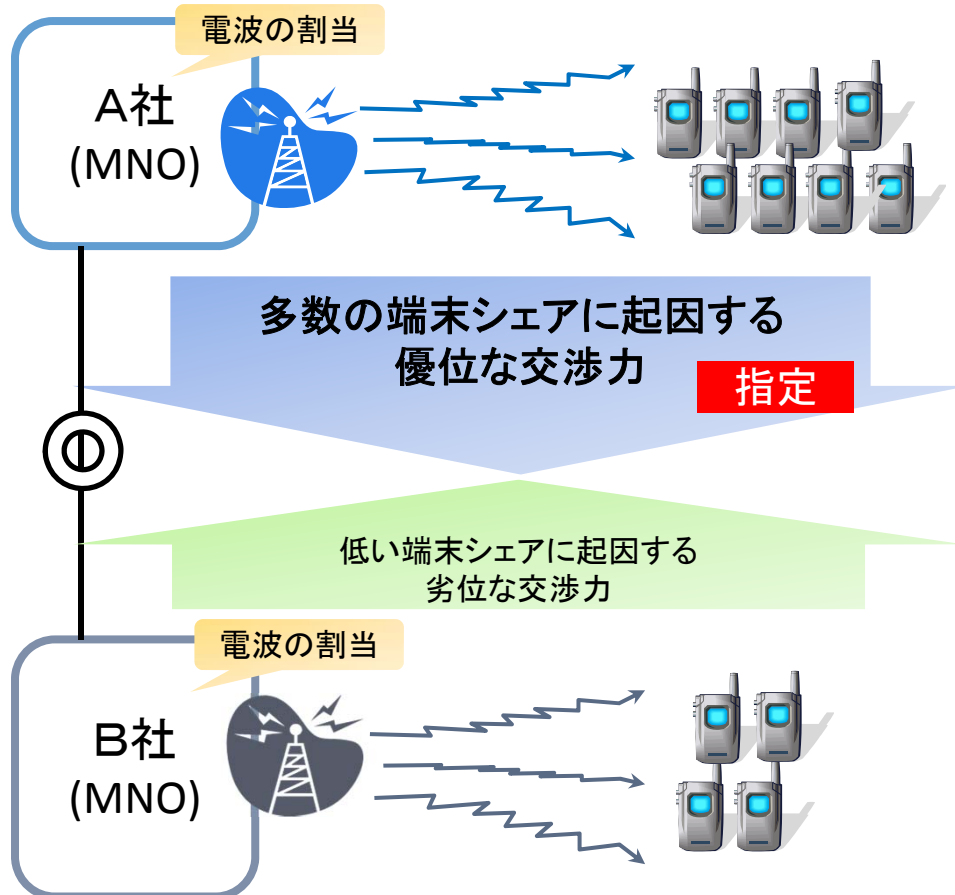 電波の割当
A社
(MNO)
多数の端末シェアに起因する
優位な交渉力
指定
低い端末シェアに起因する
劣位な交渉力
電波の割当
B社
(MNO)